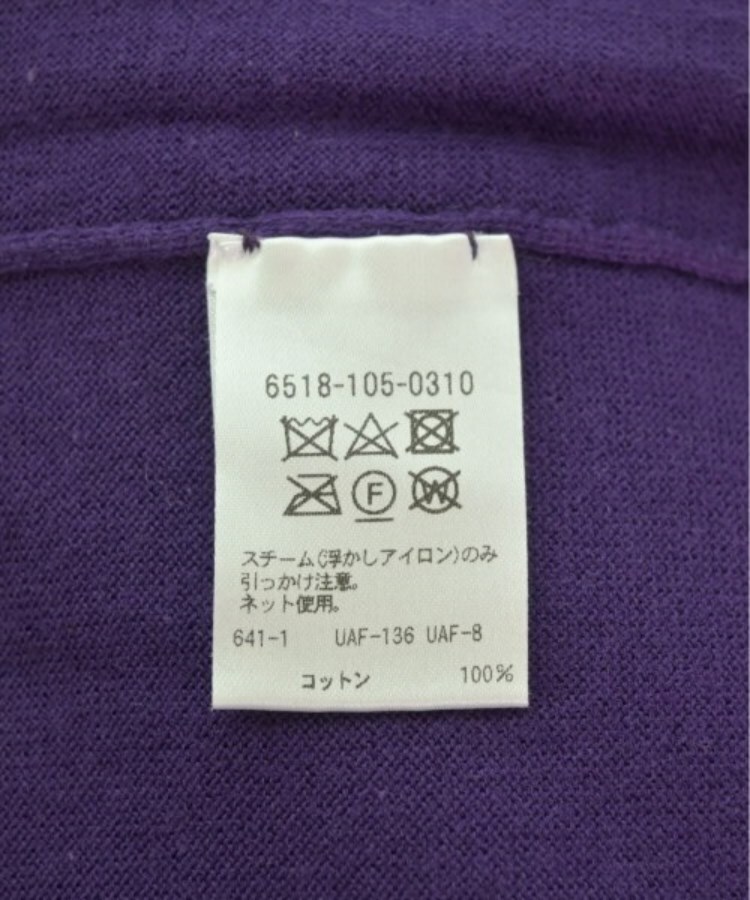 6518-105-0310
F W
スチーム(浮かしアイロン)のみ
引っかけ注意。
ネット使用。
641-1 UAF-136 UAF-8
コットン 100%